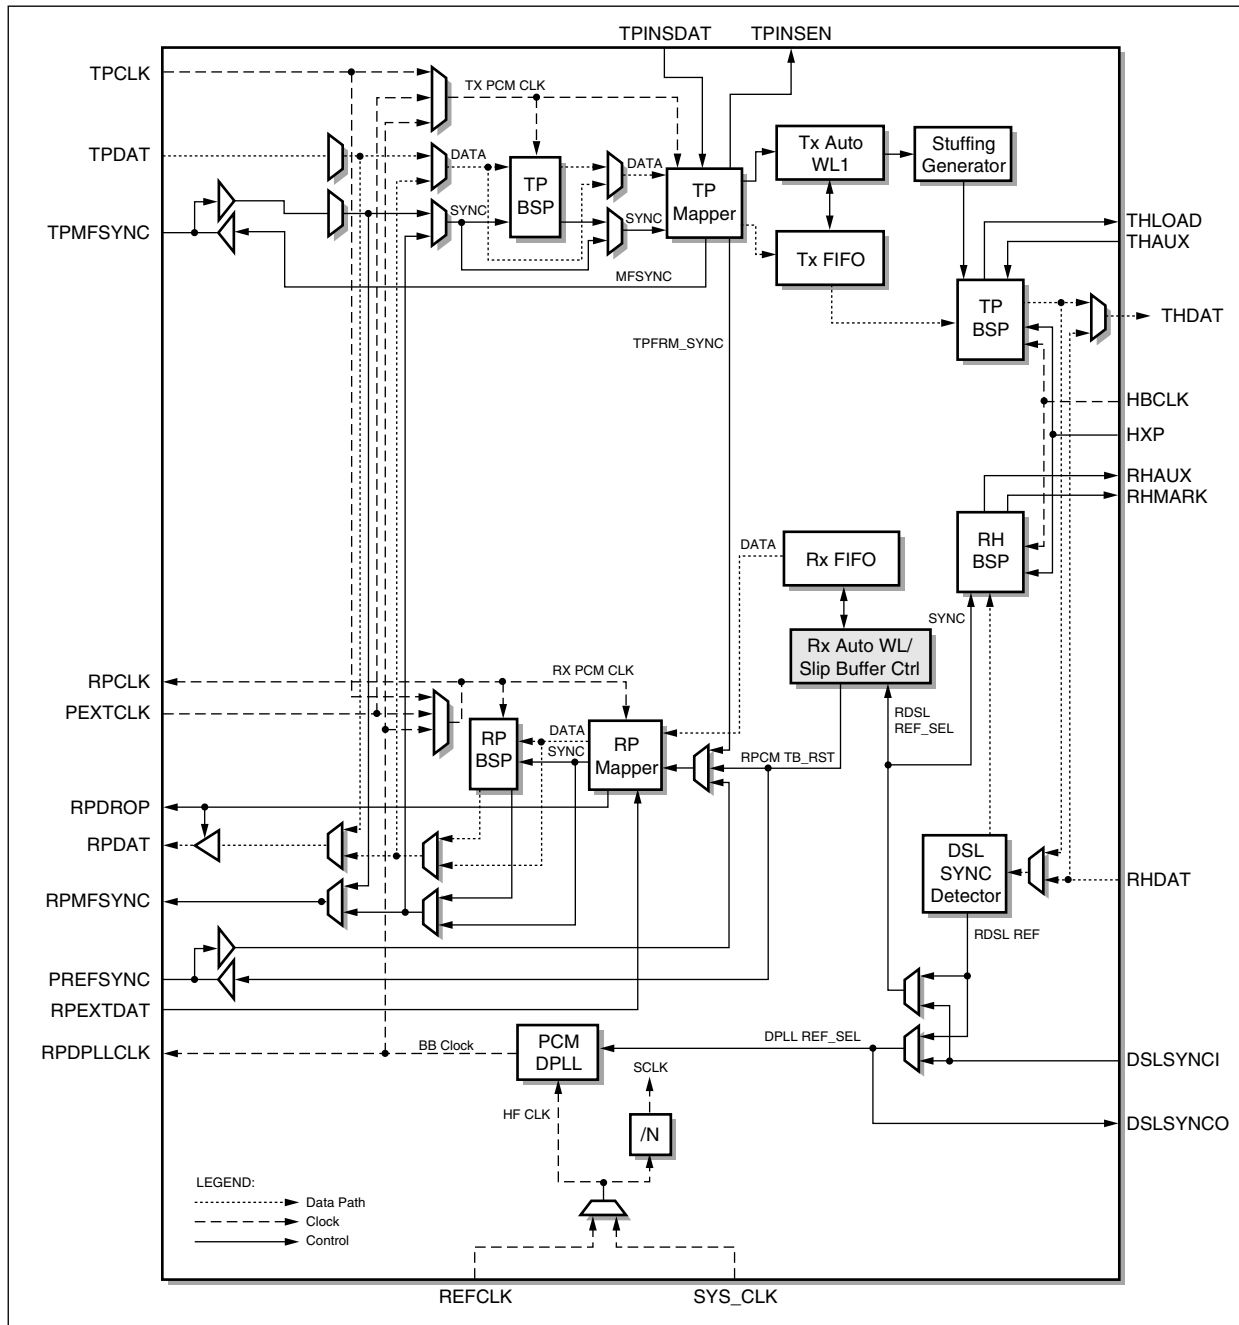 TPINSDAT TPINSEN
TPCLK
TX PCM CLK
TPDAT
DATA
DATA
TP
BSP
TP
Mapper
Tx Auto
WL1
Stuffing
Generator
SYNC
SYNC
TPMFSYNC
MFSYNC
Tx FIFO
THLOAD
THAUX
TP
BSP
THDAT
TPFRM_SYNC
HBCLK
HXP
RHAUX
RHMARK
RH
BSP
DATA
Rx FIFO
SYNC
Rx Auto WL/
Slip Buffer Ctrl
RPCLK
RX PCM CLK
PEXTCLK
RDSL
REF_SEL
RP
BSP
DATA
SYNC
RP
Mapper
RPCM TB_RST
RPDROP
RPDAT
DSL
SYNC
Detector
RHDAT
RPMFSYNC
RDSL REF
PREFSYNC
RPEXTDAT
RPDPLLCLK
BB Clock
PCM
DPLL
DPLL REF_SEL
DSLSYNCI
SCLK
HF CLK
/N
DSLSYNCO
LEGEND:
Data Path
Clock
Control
REFCLK
SYS_CLK